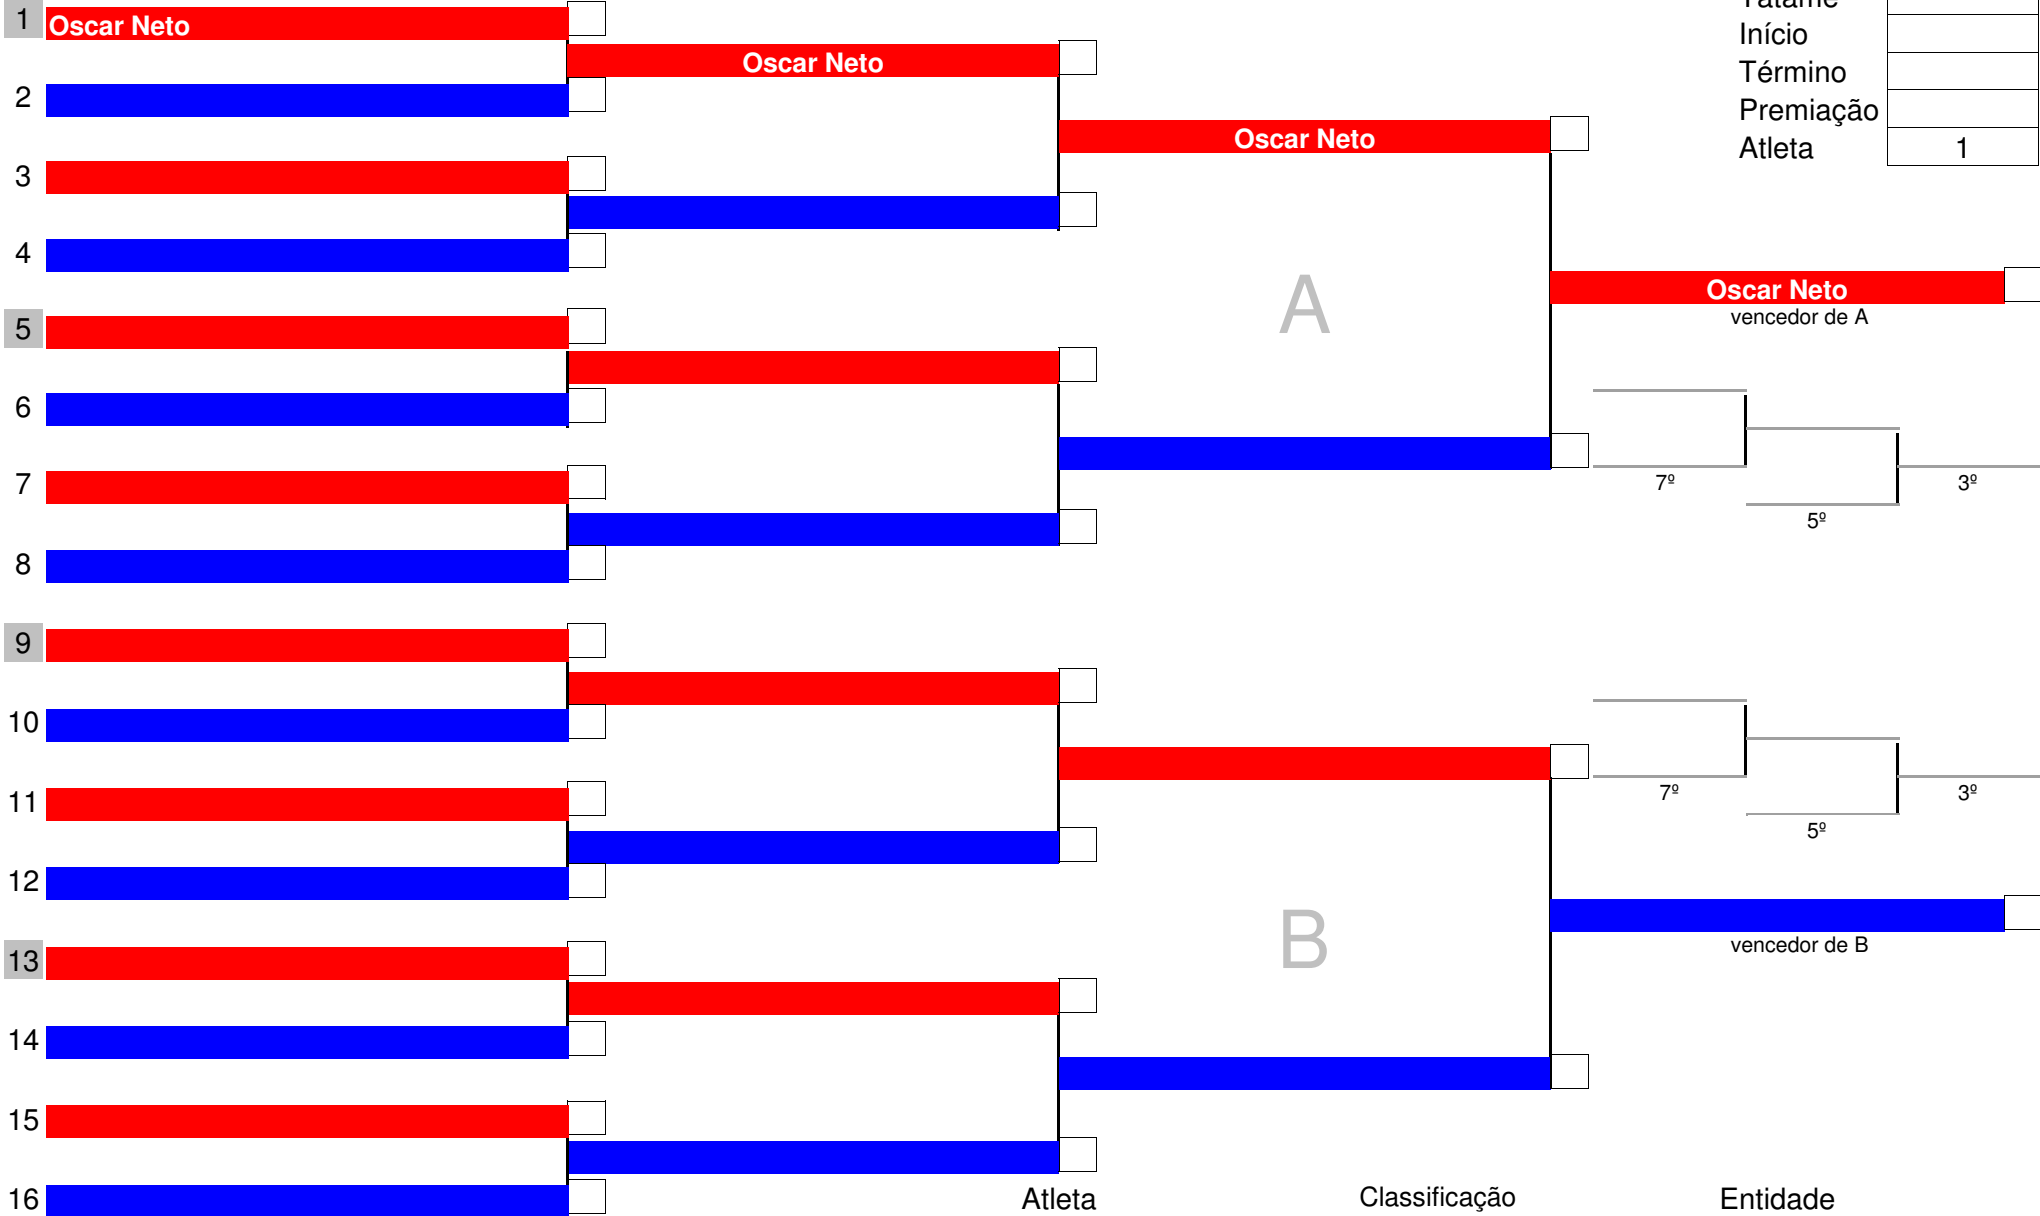 Tatame
Início
Término
Premiação
Atleta 1
1 Oscar Neto
Oscar Neto
2
Oscar Neto
3
4
Oscar Neto
vencedor de A
A
5
6
7
8
7º
5º
3º
9
10
11
12
7º
5º
3º
B
vencedor de B
13
14
15
16
Atleta Classificação Entidade